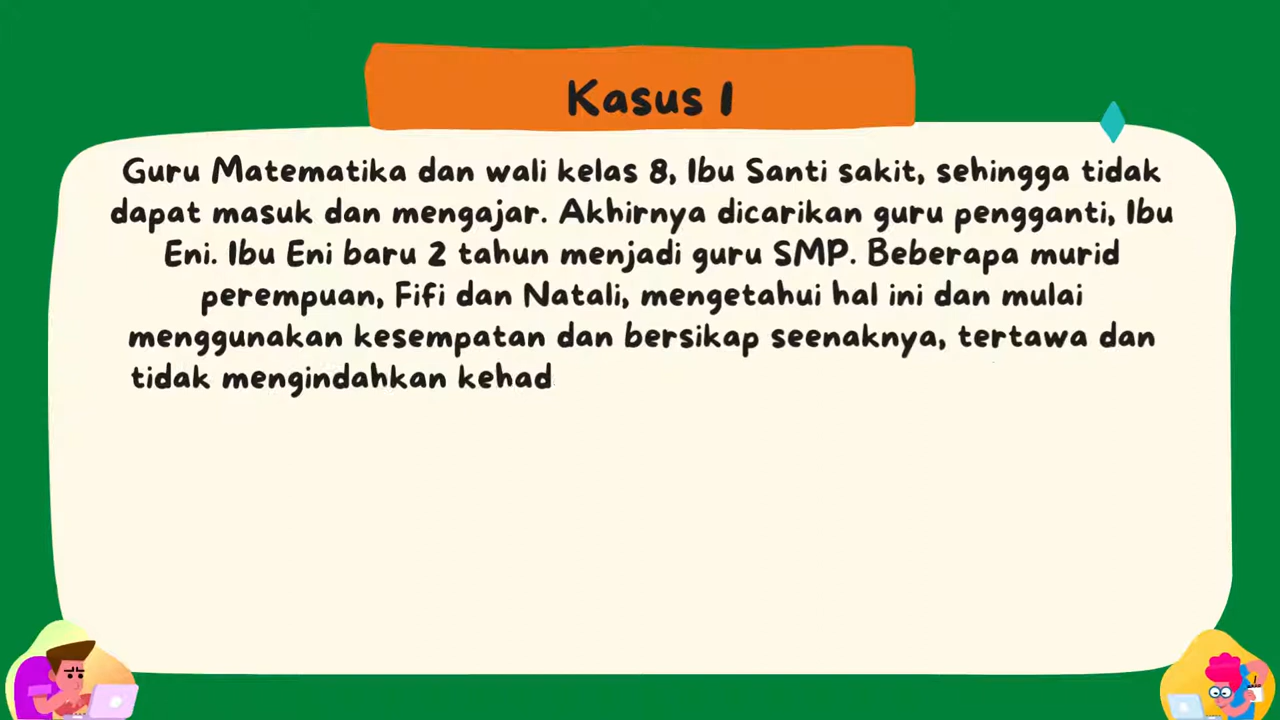 Kasus 1
Guru Matematika dan wali kelas 8, Ibu Santi sakit, sehingga tidak
dapat masuk dan mengajar. Akhirnya dicarikan guru pengganti, Ibu
Eni. Ibu Eni baru 2 tahun menjadi guru SMP. Beberapa murid
perempuan, Fifi dan Natali, mengetahui hal ini dan mulai
menggunakan kesempatan dan bersikap seenaknya, tertawa dan
tidak mengindahkan kehad